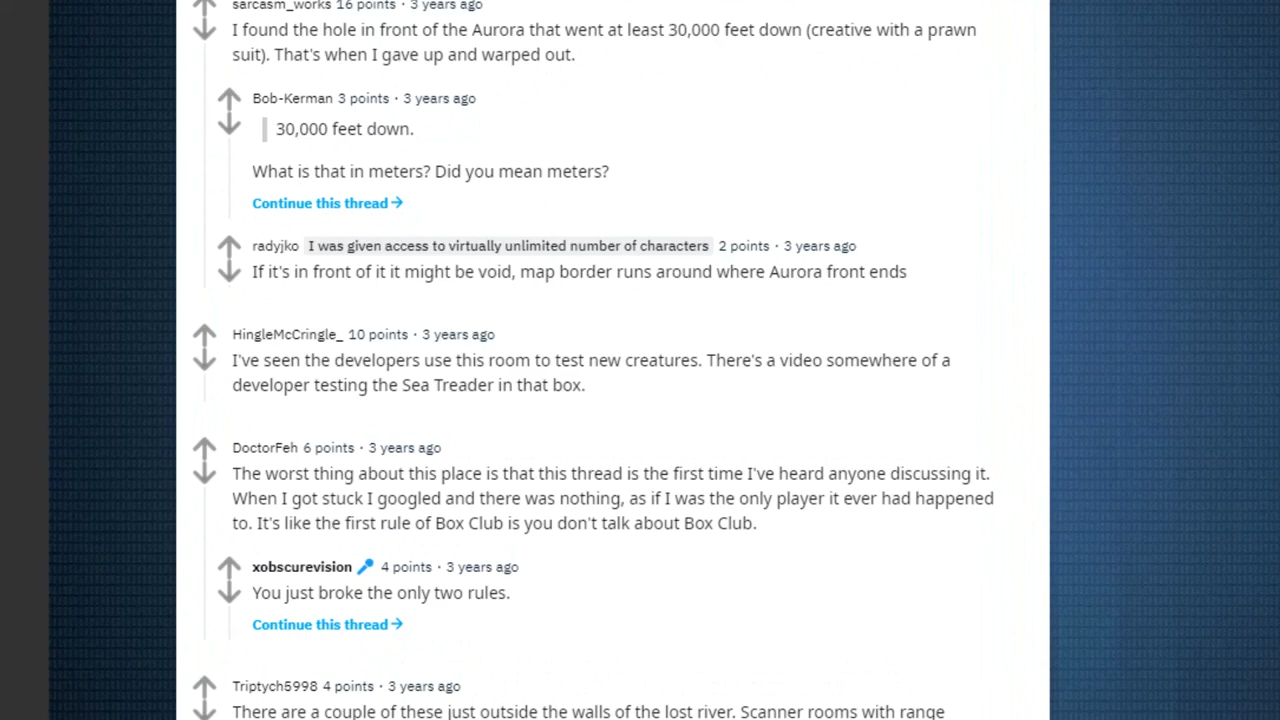 sarcasm_works 16 points · 3 years ago
I found the hole in front of the Aurora that went at least 30,000 feet down (creative with a prawn
suit). That's when I gave up and warped out.
Bob-Kerman 3 points · 3 years ago
30,000 feet down.
What is that in meters? Did you mean meters?
Continue this thread →
radyjko I was given access to virtually unlimited number of characters 2 points · 3 years ago
If it's in front of it it might be void, map border runs around where Aurora front ends
HingleMcCringle_ 10 points · 3 years ago
I've seen the developers use this room to test new creatures. There's a video somewhere of a
developer testing the Sea Treader in that box.
DoctorFeh 6 points · 3 years ago
The worst thing about this place is that this thread is the first time I've heard anyone discussing it.
When I got stuck I googled and there was nothing, as if I was the only player it ever had happened
to. It's like the first rule of Box Club is you don't talk about Box Club.
xobscurevision 4 points · 3 years ago
You just broke the only two rules.
Continue this thread →
Triptych5998 4 points · 3 years ago
There are a couple of these just outside the walls of the lost river. Scanner rooms with range